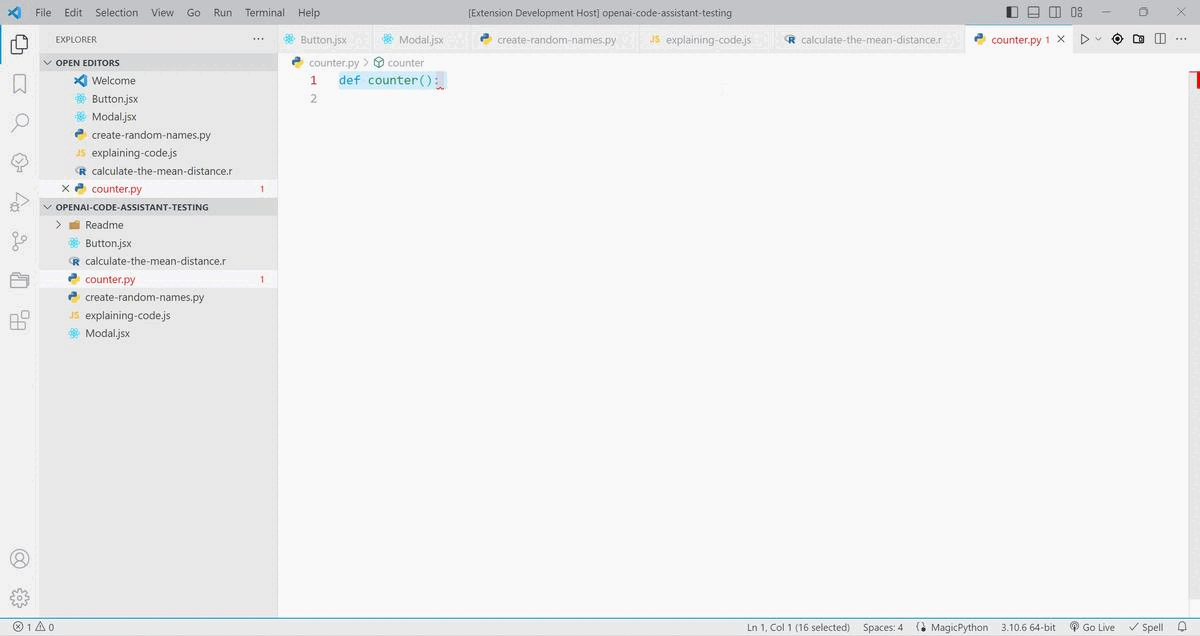 File Edit Selection View Go Run Terminal Help
[Extension Development Host] openai-code-assistant-testing
EXPLORER
Button.jsx
Modal.jsx
create-random-names.py
JS explaining-code.js
R calculate-the-mean-distance.r
counter.py 1
OPEN EDITORS
Welcome
Button.jsx
Modal.jsx
create-random-names.py
JS explaining-code.js
R calculate-the-mean-distance.r
counter.py 1
OPENAI-CODE-ASSISTANT-TESTING
Readme
Button.jsx
R calculate-the-mean-distance.r
counter.py 1
create-random-names.py
JS explaining-code.js
Modal.jsx
counter.py > counter
1 def counter():
2
1 0
Ln 1, Col 1 (16 selected) Spaces: 4 MagicPython 3.10.6 64-bit Go Live Spell